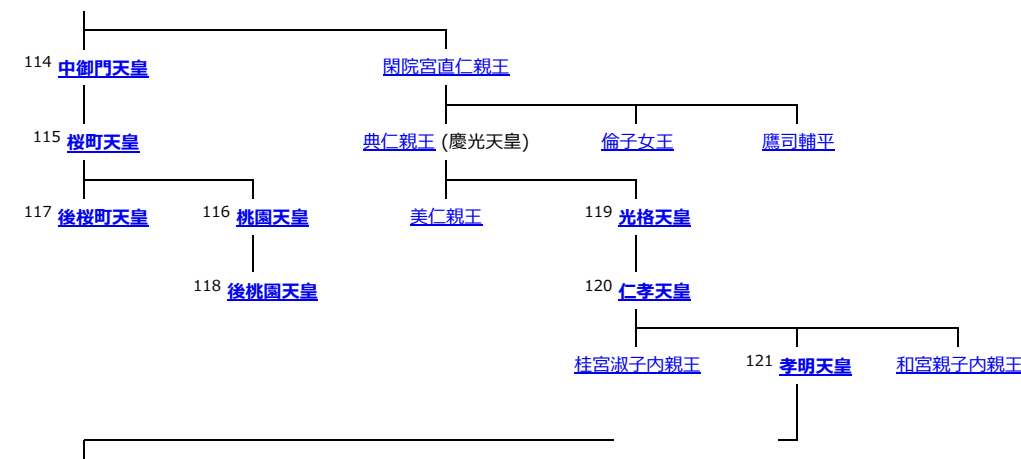 114 中御門天皇 閑院宮直仁親王
115 桜町天皇 典仁親王 (慶光天皇) 倫子女王 鷹司輔平
117 後桜町天皇 116 桃園天皇 美仁親王 119 光格天皇
118 後桃園天皇 120 仁孝天皇
桂宮淑子内親王 121 孝明天皇 和宮親子内親王